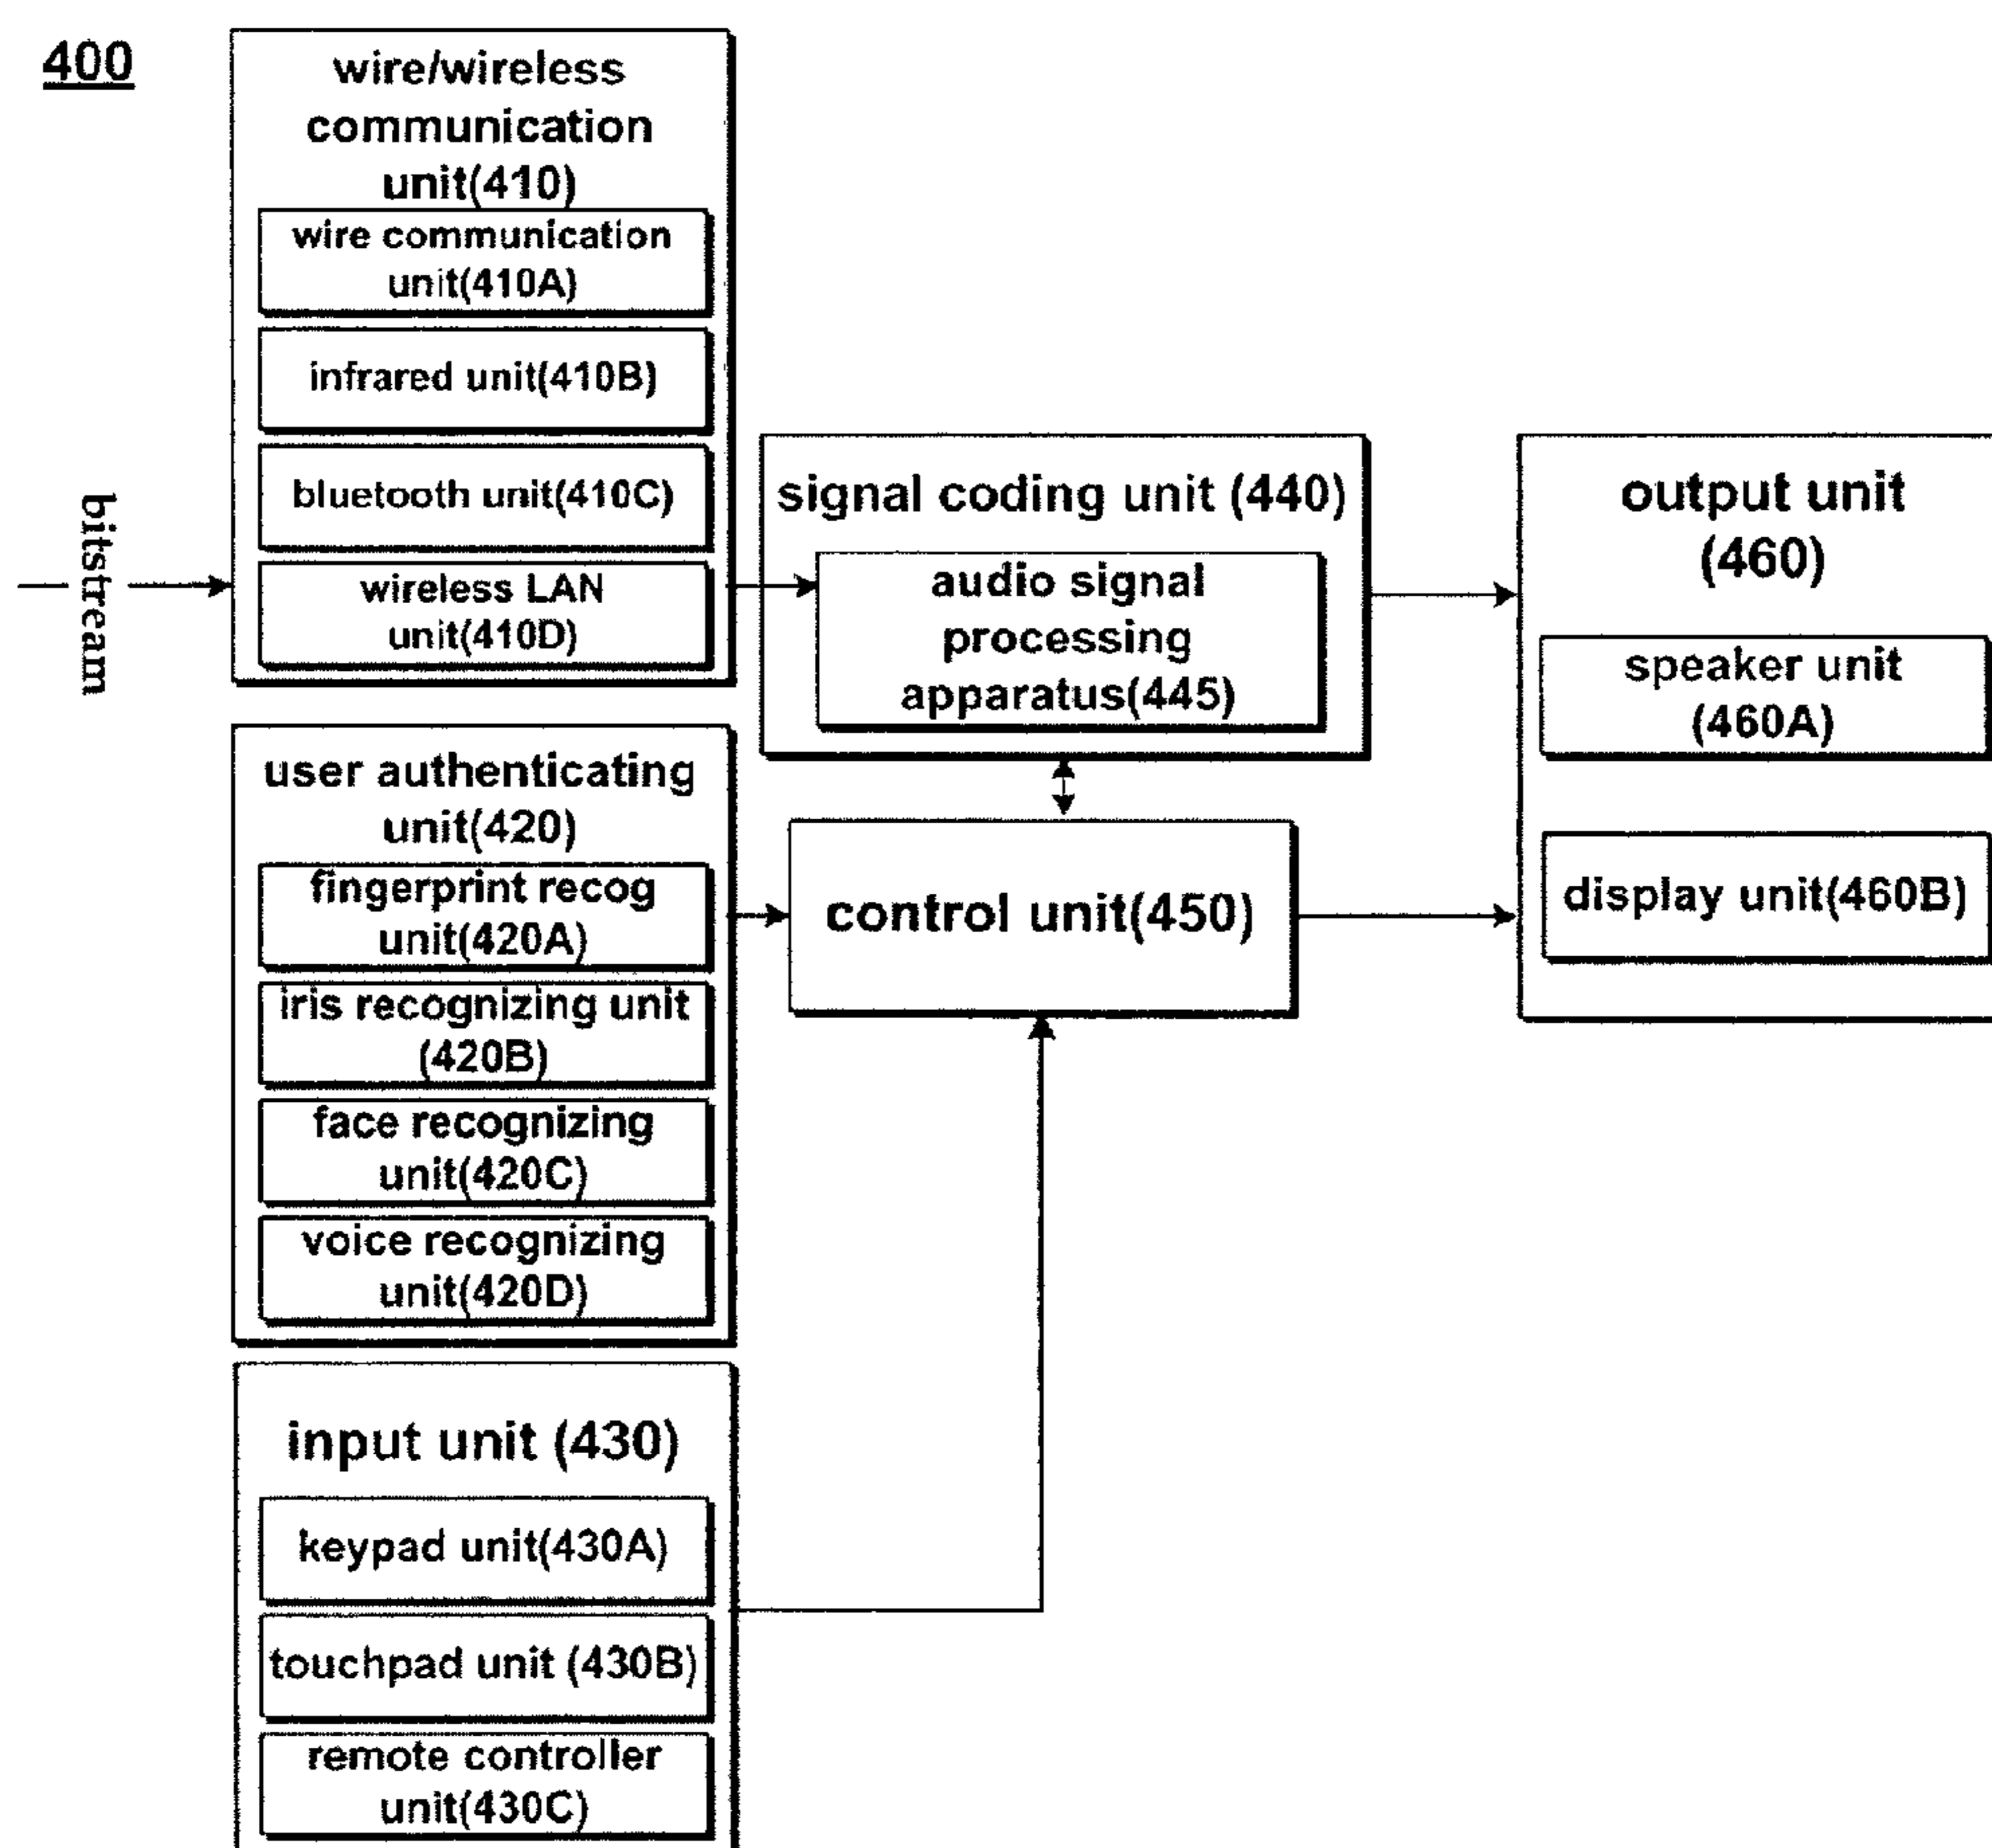 400
wire/wireless
communication
unit(410)
wire communication
unit(410A)
infrared unit(410B)
bluetooth unit(410C)
wireless LAN
unit(410D)
bitstream
signal coding unit (440)
audio signal
processing
apparatus(445)
output unit
(460)
speaker unit
(460A)
display unit(460B)
user authenticating
unit(420)
fingerprint recog
unit(420A)
iris recognizing unit
(420B)
face recognizing
unit(420C)
voice recognizing
unit(420D)
control unit(450)
input unit (430)
keypad unit(430A)
touchpad unit (430B)
remote controller
unit(430C)